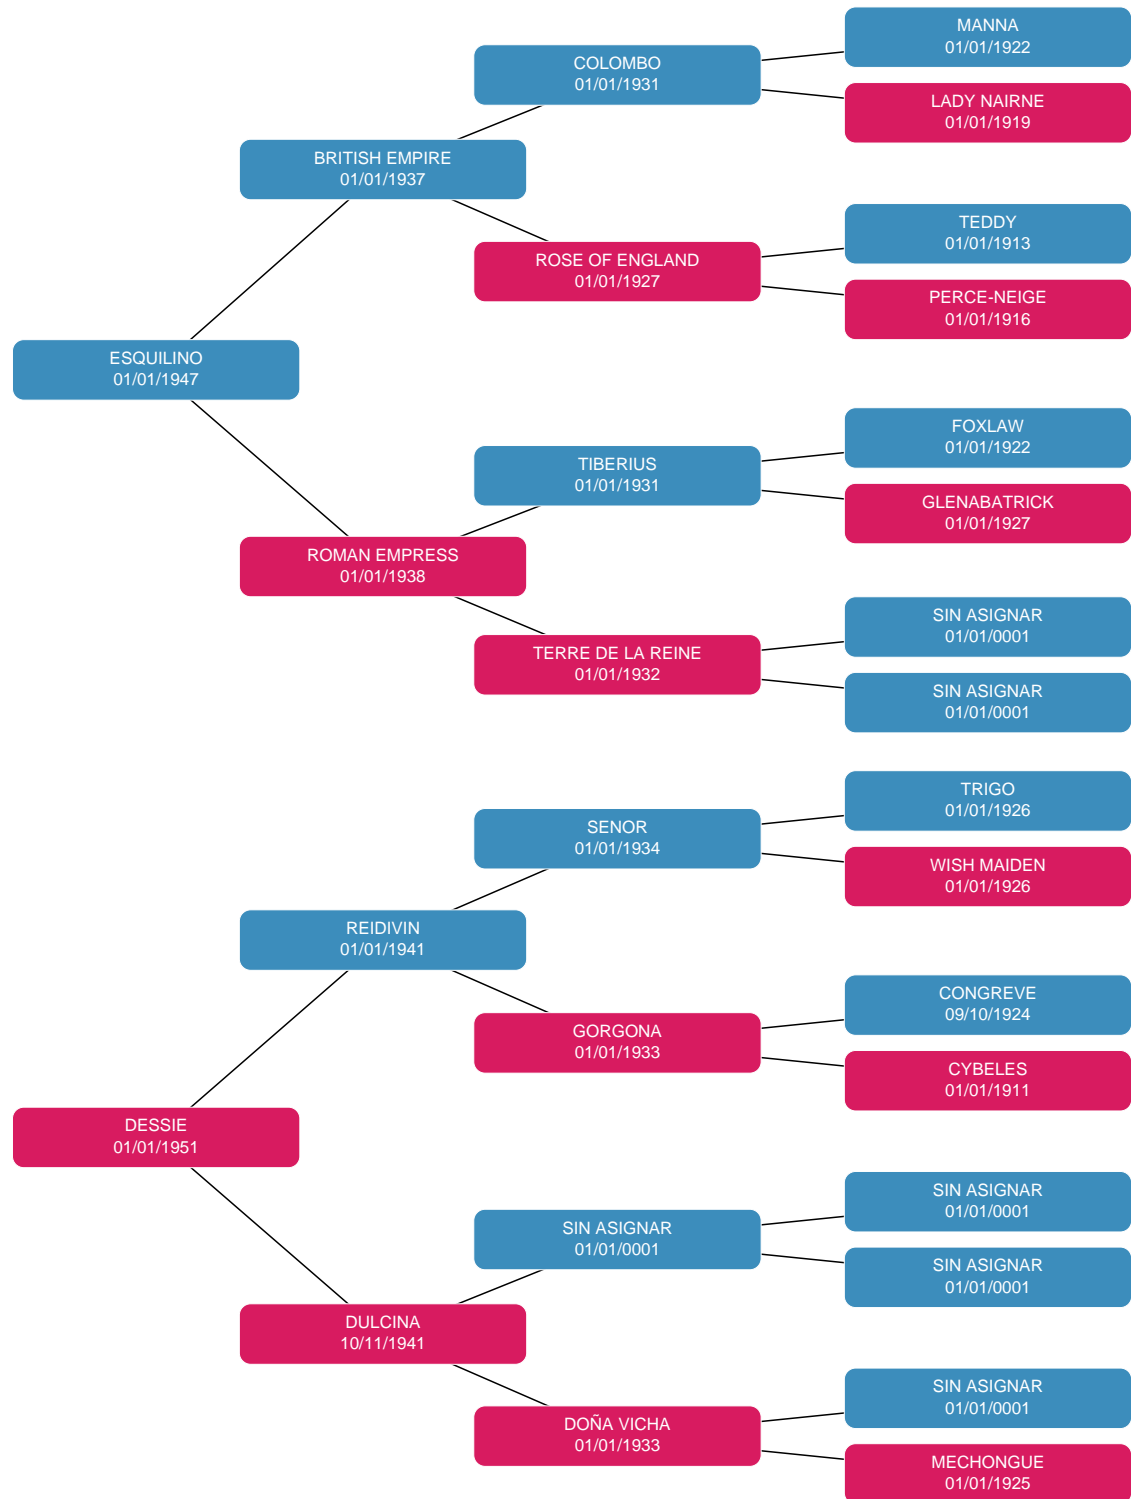 MANNA
01/01/1922
COLOMBO
01/01/1931
LADY NAIRNE
01/01/1919
BRITISH EMPIRE
01/01/1937
TEDDY
01/01/1913
ROSE OF ENGLAND
01/01/1927
PERCE-NEIGE
01/01/1916
ESQUILINO
01/01/1947
FOXLAW
01/01/1922
TIBERIUS
01/01/1931
GLENABATRICK
01/01/1927
ROMAN EMPRESS
01/01/1938
SIN ASIGNAR
01/01/0001
TERRE DE LA REINE
01/01/1932
SIN ASIGNAR
01/01/0001
TRIGO
01/01/1926
SENOR
01/01/1934
WISH MAIDEN
01/01/1926
REIDIVIN
01/01/1941
CONGREVE
09/10/1924
GORGONA
01/01/1933
CYBELES
01/01/1911
DESSIE
01/01/1951
SIN ASIGNAR
01/01/0001
SIN ASIGNAR
01/01/0001
SIN ASIGNAR
01/01/0001
DULCINA
10/11/1941
SIN ASIGNAR
01/01/0001
DOÑA VICHA
01/01/1933
MECHONGUE
01/01/1925